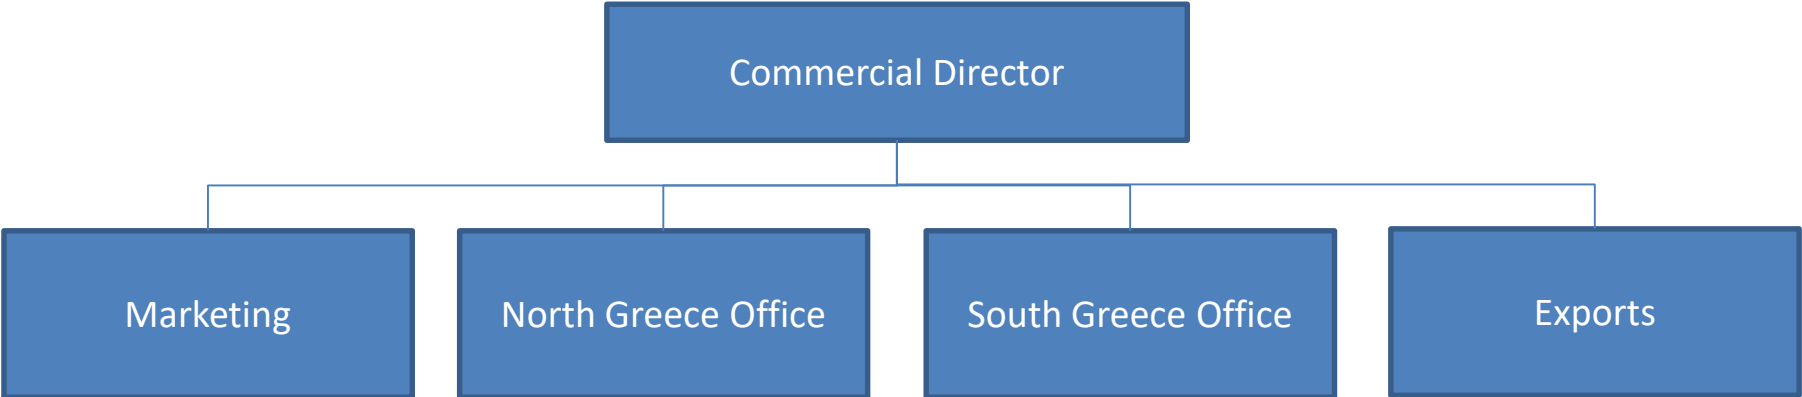 Commercial Director
Marketing
North Greece Office
South Greece Office
Exports